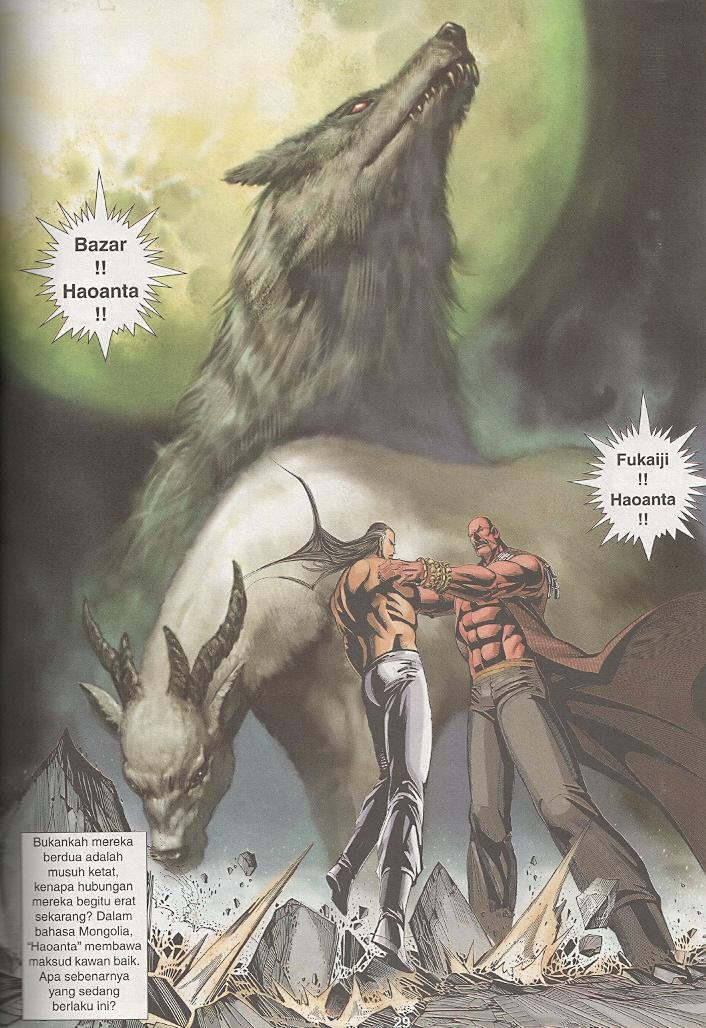 Bazar
!!
Haoanta
!!
Fukaiji
!!
Haoanta
!!
Bukankah mereka
berdua adalah
musuh ketat,
kenapa hubungan
mereka begitu erat
sekarang? Dalam
bahasa Mongolia,
"Haoanta" membawa
maksud kawan baik.
Apa sebenarnya
yang sedang
berlaku ini?
29